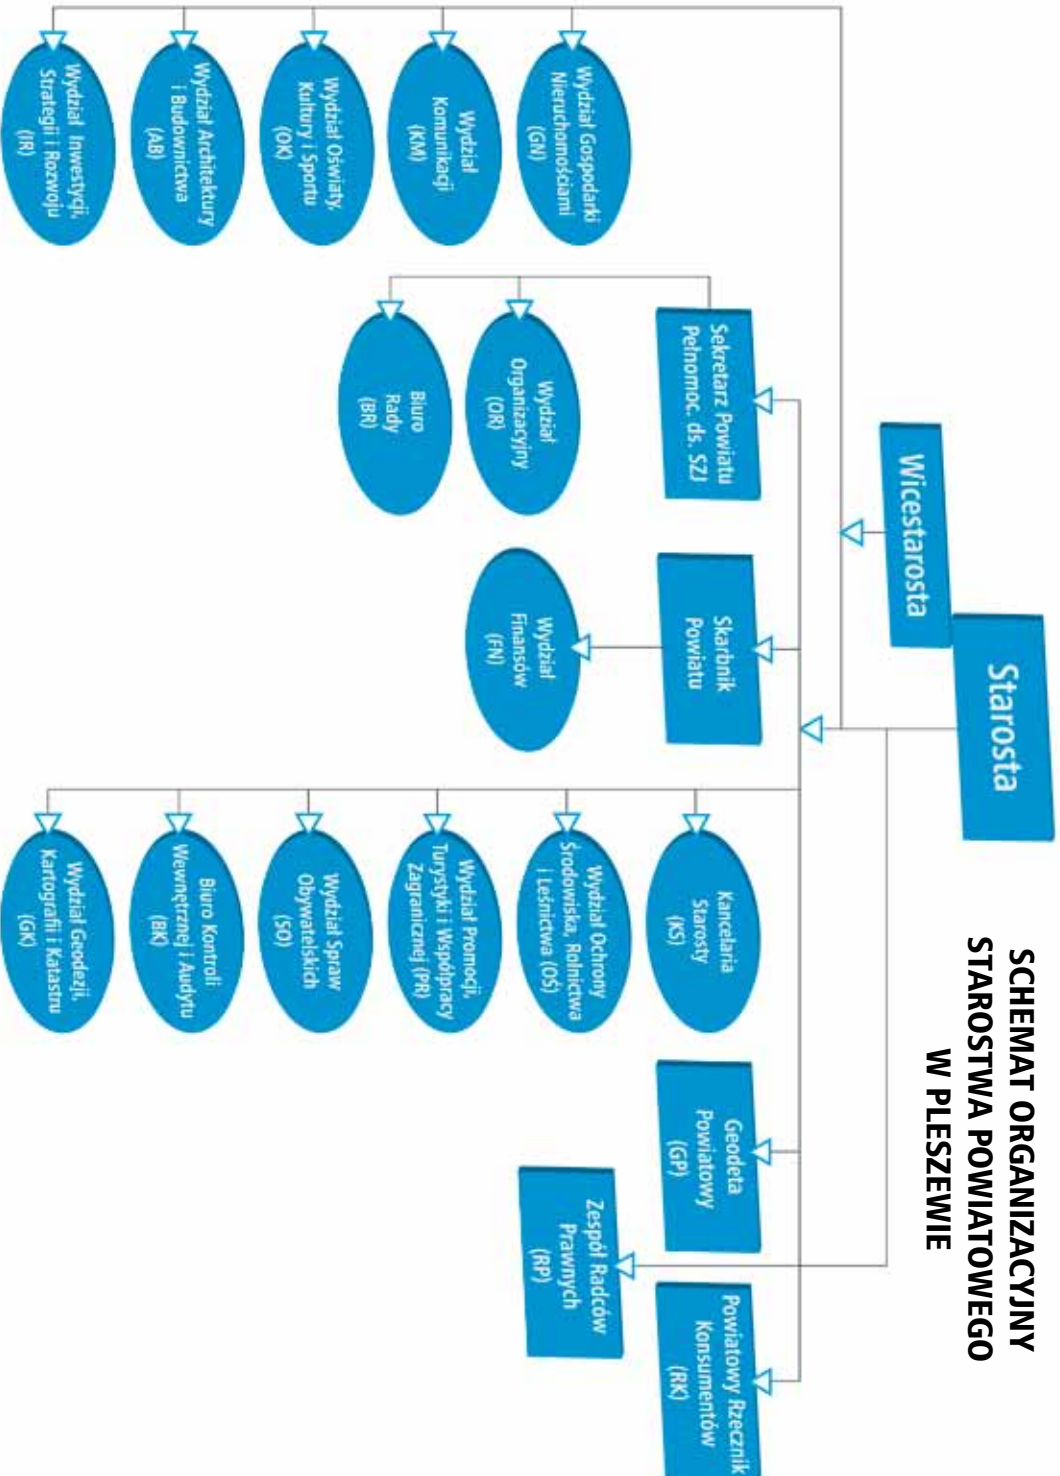 SCHEMAT ORGANIZACYJNY
STAROSTWA POWIATOWEGO
W PLESZEWIE
Starosta
Wicestarosta
Sekretarz Powiatu
Pełnomoc. ds. SZJ
Skarbnik
Powiatu
Geodeta
Powiatowy
(GP)
Powiatowy Rzecznik
Konsumentów
(RK)
Zespół Radców
Prawnych
(RP)
Wydział Gospodarki
Nieruchomościami
(GN)
Wydział
Komunikacji
(KM)
Wydział Oświaty,
Kultury i Sportu
(OK)
Wydział Architektury
i Budownictwa
(AB)
Wydział Inwestycji,
Strategii i Rozwoju
(IR)
Wydział
Organizacyjny
(OR)
Biuro
Rady
(BR)
Wydział
Finansów
(FN)
Kancelaria
Starosty
(KS)
Wydział Ochrony
Środowiska, Rolnictwa
i Leśnictwa (OŚ)
Wydział Promocji,
Turystyki i Współpracy
Zagranicznej (PR)
Wydział Spraw
Obywatelskich
(SO)
Biuro Kontroli
Wewnętrznej i Audytu
(BK)
Wydział Geodezji,
Kartografii i Katastru
(GK)